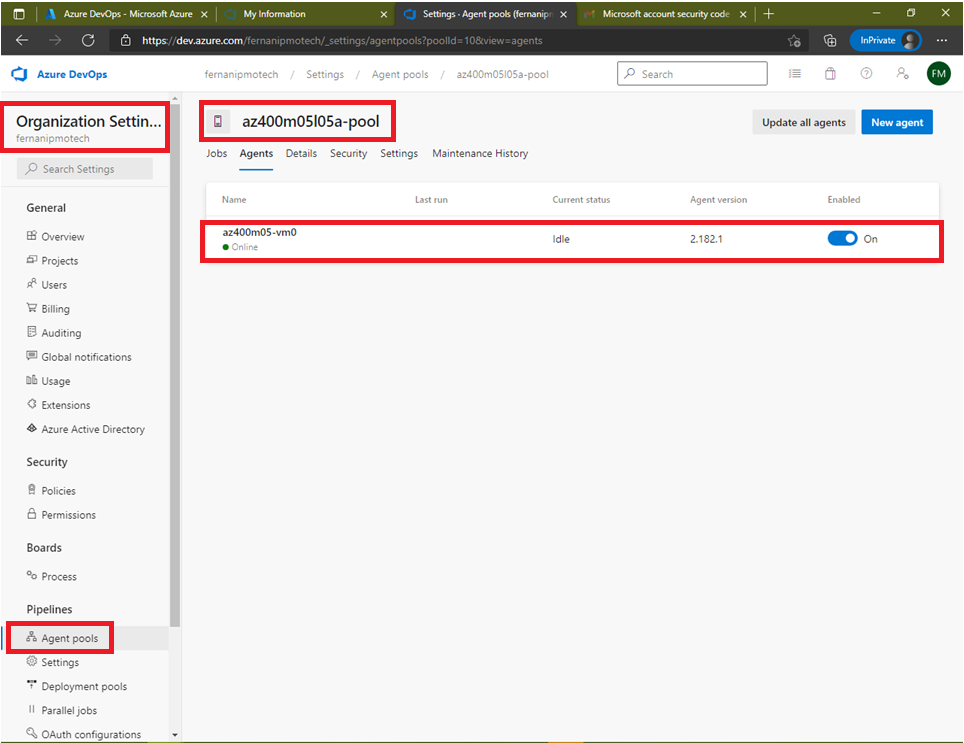 Azure DevOps - Microsoft Azure
My Information
Settings - Agent pools (fernanipm
Microsoft account security code
https://dev.azure.com/fernanipmotech/_settings/agentpools?poolId=10&view=agents
InPrivate
Azure DevOps
fernanipmotech / Settings / Agent pools / az400m05l05a-pool
Search
FM
Organization Settin...
fernanipmotech
Search Settings
General
Overview
Projects
Users
Billing
Auditing
Global notifications
Usage
Extensions
Azure Active Directory
Security
Policies
Permissions
Boards
Process
Pipelines
Agent pools
Settings
Deployment pools
Parallel jobs
OAuth configurations
az400m05l05a-pool
Update all agents
New agent
Jobs Agents Details Security Settings Maintenance History
Name Last run Current status Agent version Enabled
az400m05-vm0
Online
Idle 2.182.1 On